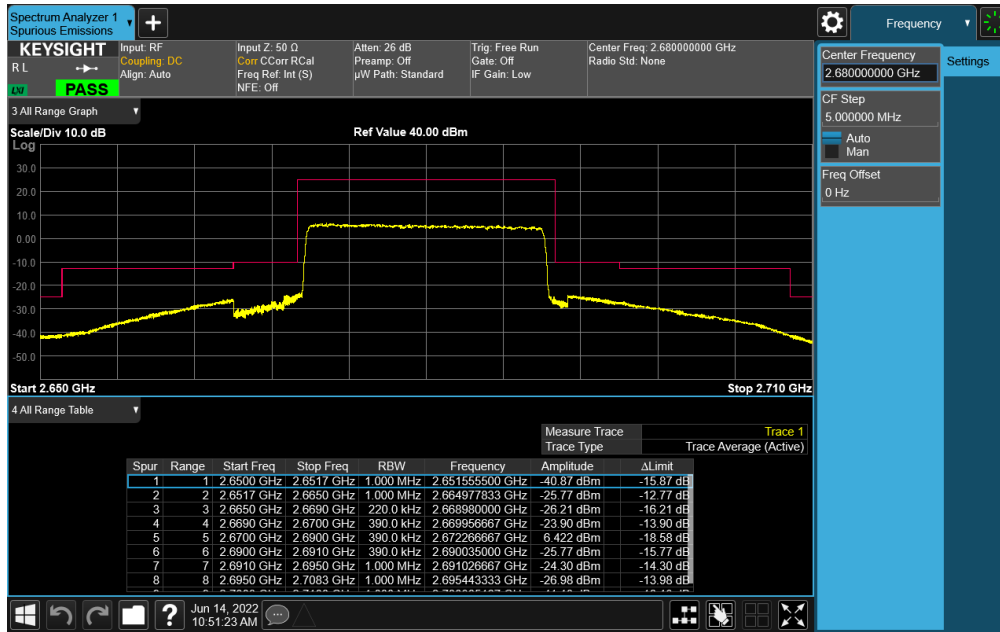 Spectrum Analyzer 1
Spurious Emissions
Frequency
KEYSIGHT
R L
LXI
PASS
Input: RF
Coupling: DC
Align: Auto
Input Z: 50 Ω
Corr CCorr RCal
Freq Ref: Int (S)
NFE: Off
Atten: 26 dB
Preamp: Off
µW Path: Standard
Trig: Free Run
Gate: Off
IF Gain: Low
Center Freq: 2.680000000 GHz
Radio Std: None
Center Frequency
2.680000000 GHz
Settings
CF Step
5.000000 MHz
Auto
Man
Freq Offset
0 Hz
3 All Range Graph
Scale/Div 10.0 dB
Ref Value 40.00 dBm
Log
30.0
20.0
10.0
0.00
-10.0
-20.0
-30.0
-40.0
-50.0
Start 2.650 GHz
Stop 2.710 GHz
4 All Range Table
Measure Trace Trace 1
Trace Type Trace Average (Active)
Spur Range Start Freq Stop Freq RBW Frequency Amplitude ΔLimit
1 1 2.6500 GHz 2.6517 GHz 1.000 MHz 2.651555500 GHz -40.87 dBm -15.87 dB
2 2 2.6517 GHz 2.6650 GHz 1.000 MHz 2.664977833 GHz -25.77 dBm -12.77 dB
3 3 2.6650 GHz 2.6690 GHz 220.0 kHz 2.668980000 GHz -26.21 dBm -16.21 dB
4 4 2.6690 GHz 2.6700 GHz 390.0 kHz 2.669956667 GHz -23.90 dBm -13.90 dB
5 5 2.6700 GHz 2.6900 GHz 390.0 kHz 2.672266667 GHz 6.422 dBm -18.58 dB
6 6 2.6900 GHz 2.6910 GHz 390.0 kHz 2.690035000 GHz -25.77 dBm -15.77 dB
7 7 2.6910 GHz 2.6950 GHz 1.000 MHz 2.691026667 GHz -24.30 dBm -14.30 dB
8 8 2.6950 GHz 2.7083 GHz 1.000 MHz 2.695443333 GHz -26.98 dBm -13.98 dB
Jun 14, 2022
10:51:23 AM